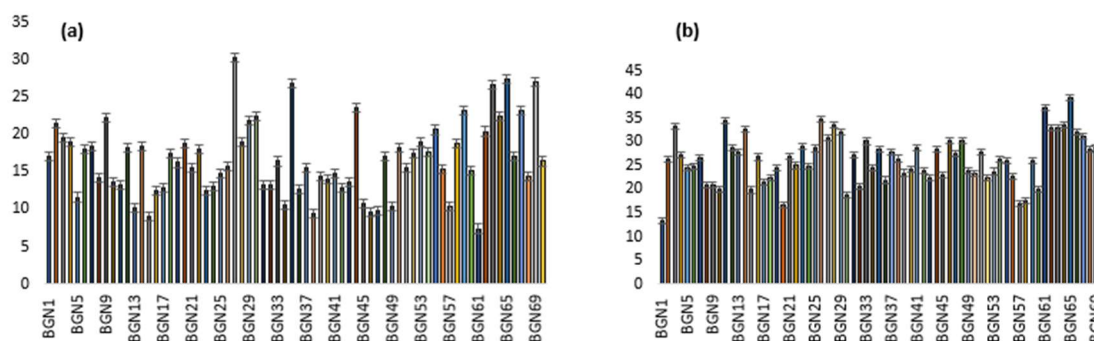 (a)
35
30
25
20
15
10
5
0
BGN1
BGN5
BGN9
BGN13
BGN17
BGN21
BGN25
BGN29
BGN33
BGN37
BGN41
BGN45
BGN49
BGN53
BGN57
BGN61
BGN65
BGN69
(b)
45
40
35
30
25
20
15
10
5
0
BGN1
BGN5
BGN9
BGN13
BGN17
BGN21
BGN25
BGN29
BGN33
BGN37
BGN41
BGN45
BGN49
BGN53
BGN57
BGN61
BGN65
BGN69